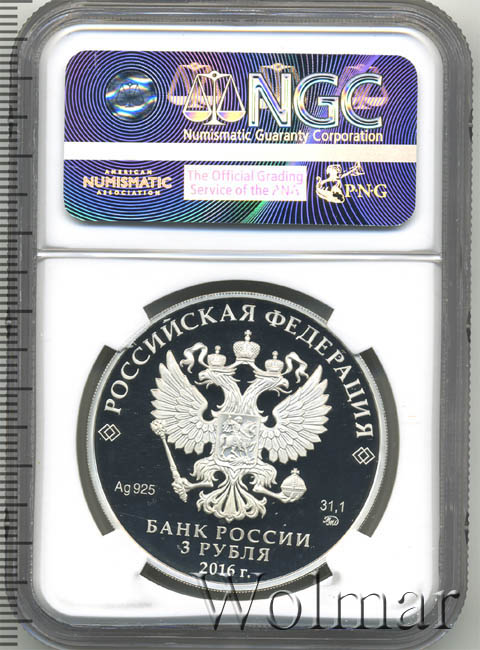 NGC
Numismatic Guaranty Corporation
AMERICAN
NUMISMATIC
ASSOCIATION
The Official Grading
Service of the PNG
P·N·G
РОССИЙСКАЯ ФЕДЕРАЦИЯ
Ag 925
31,1
БАНК РОССИИ
3 РУБЛЯ
2016 г.
Wolmar